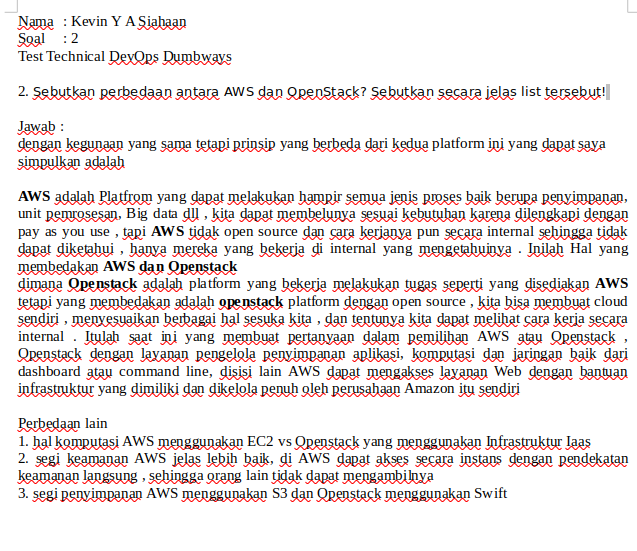 Nama : Kevin Y A Siahaan
Soal : 2
Test Technical DevOps Dumbways
2. Sebutkan perbedaan antara AWS dan OpenStack? Sebutkan secara jelas list tersebut!
Jawab :
dengan kegunaan yang sama tetapi prinsip yang berbeda dari kedua platform ini yang dapat saya
simpulkan adalah
AWS adalah Platfrom yang dapat melakukan hampir semua jenis proses baik berupa penyimpanan,
unit pemrosesan, Big data dll , kita dapat membelunya sesuai kebutuhan karena dilengkapi dengan
pay as you use , tapi AWS tidak open source dan cara kerjanya pun secara internal sehingga tidak
dapat diketahui , hanya mereka yang bekerja di internal yang mengetahuinya . Inilah Hal yang
membedakan AWS dan Openstack
dimana Openstack adalah platform yang bekerja melakukan tugas seperti yang disediakan AWS
tetapi yang membedakan adalah openstack platform dengan open source , kita bisa membuat cloud
sendiri , menyesuaikan berbagai hal sesuka kita , dan tentunya kita dapat melihat cara kerja secara
internal . Itulah saat ini yang membuat pertanyaan dalam pemilihan AWS atau Openstack ,
Openstack dengan layanan pengelola penyimpanan aplikasi, komputasi dan jaringan baik dari
dashboard atau command line, disisi lain AWS dapat mengakses layanan Web dengan bantuan
infrastruktur yang dimiliki dan dikelola penuh oleh perusahaan Amazon itu sendiri
Perbedaan lain
1. hal komputasi AWS menggunakan EC2 vs Openstack yang menggunakan Infrastruktur Iaas
2. segi keamanan AWS jelas lebih baik, di AWS dapat akses secara instans dengan pendekatan
keamanan langsung , sehingga orang lain tidak dapat mengambilnya
3. segi penyimpanan AWS menggunakan S3 dan Openstack menggunakan Swift